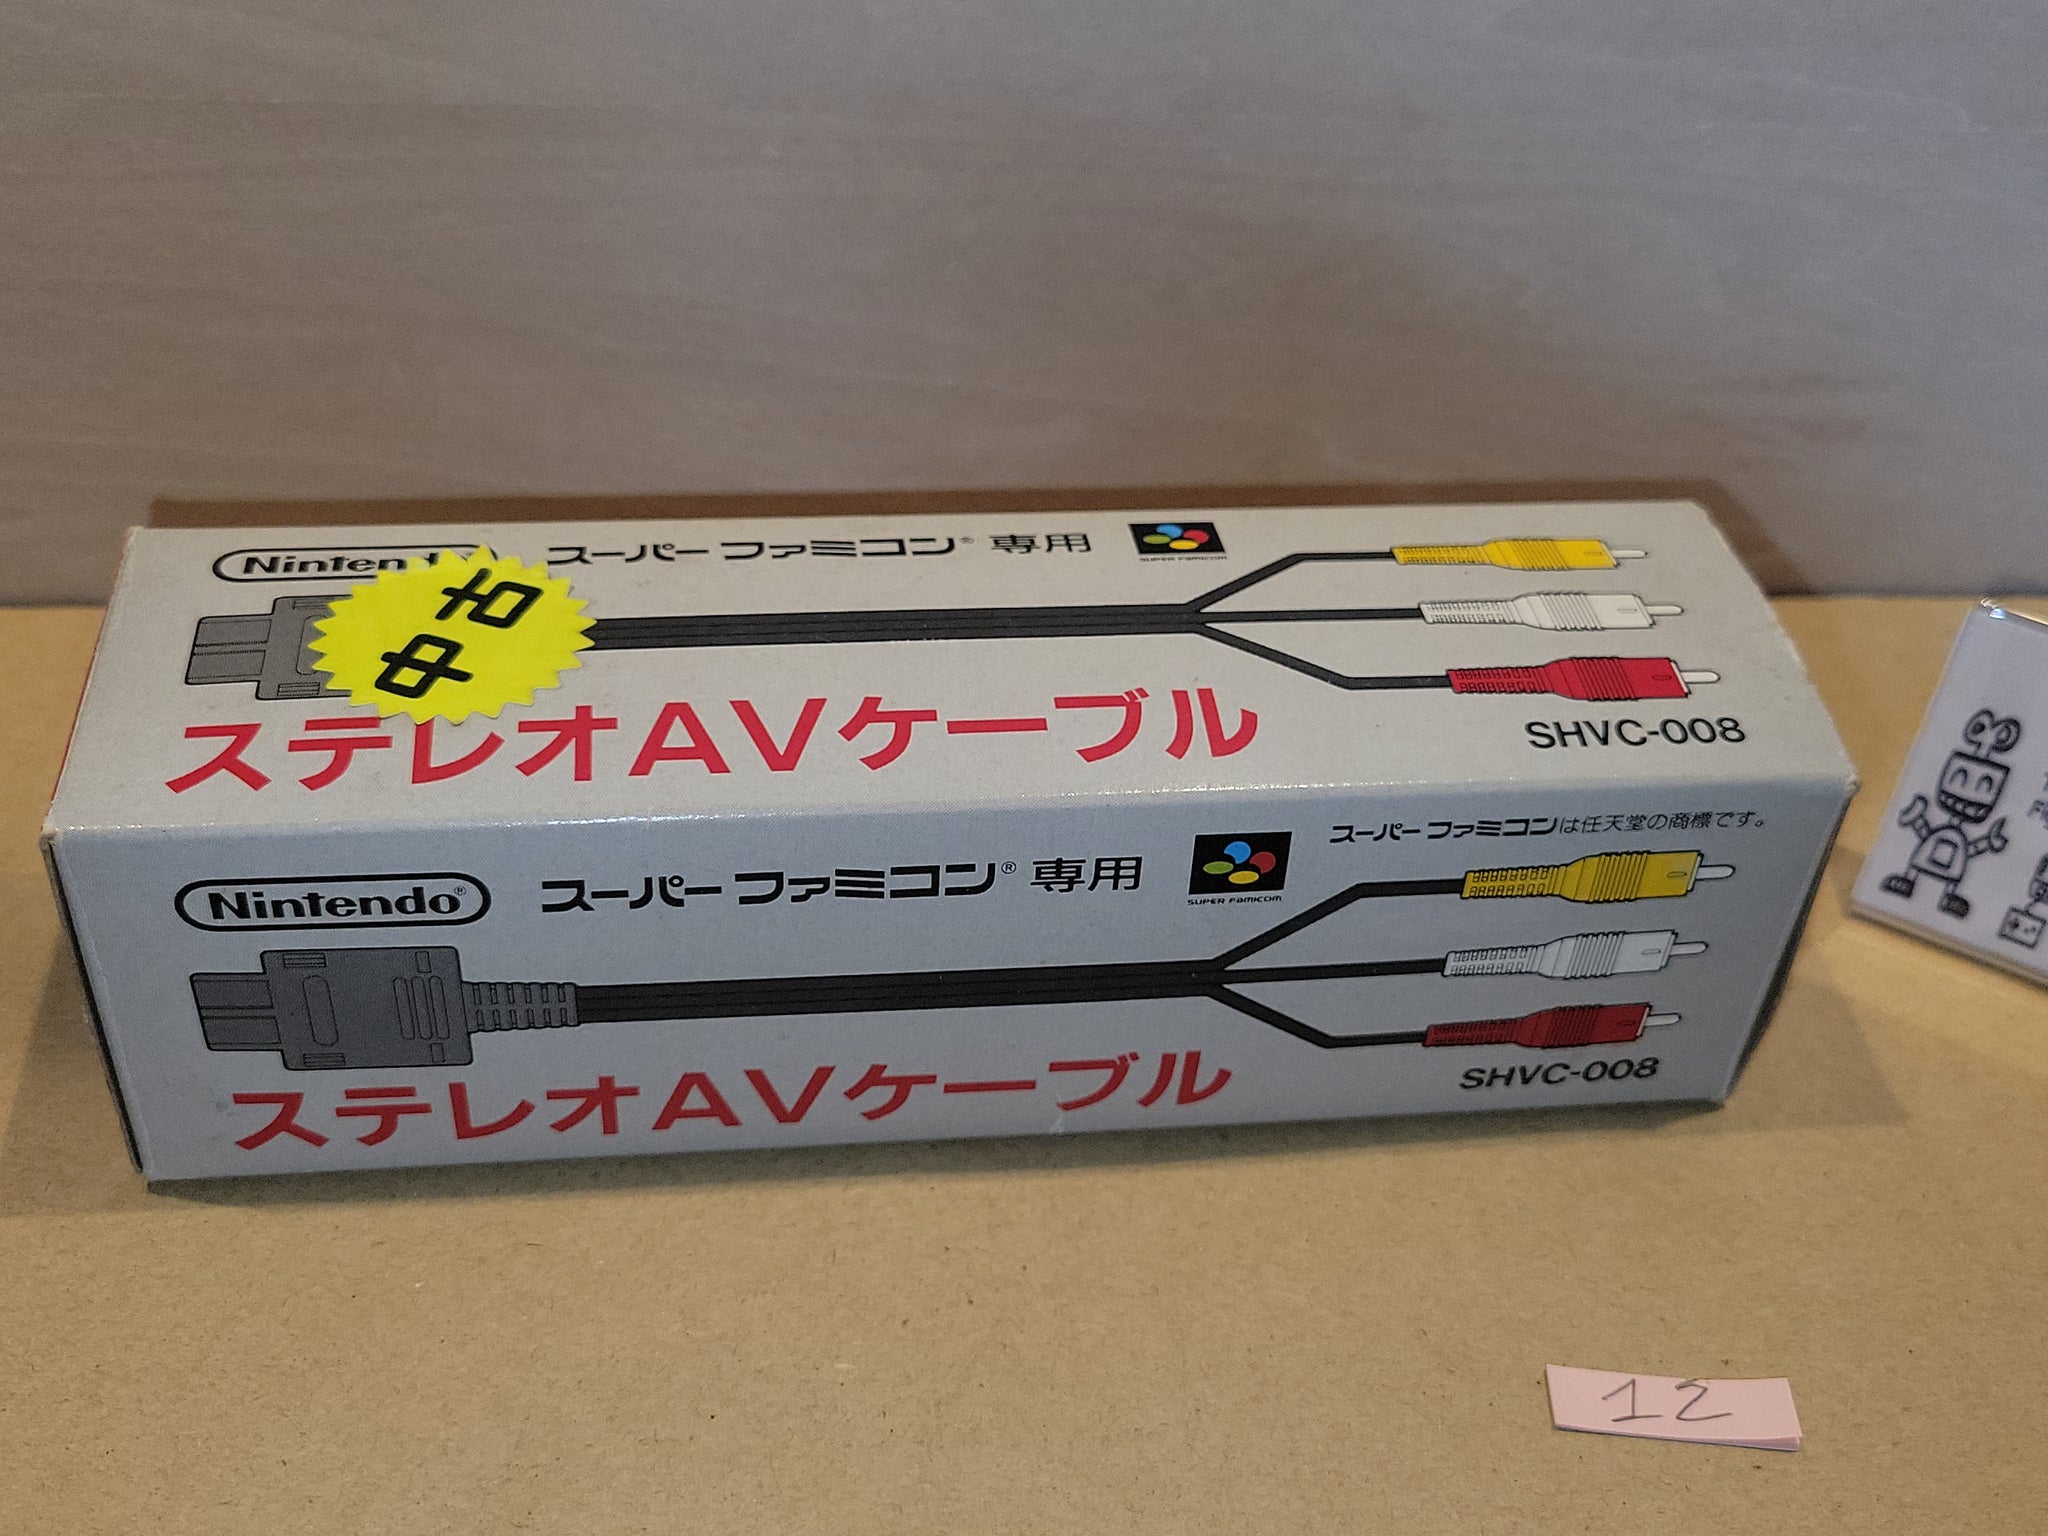 Nintendo
スーパーファミコン® 専用
SUPER FAMICOM
中古
ステレオAVケーブル
SHVC-008
スーパーファミコンは任天堂の商標です。
Nintendo®
スーパーファミコン® 専用
SUPER FAMICOM
ステレオAVケーブル
SHVC-008
12